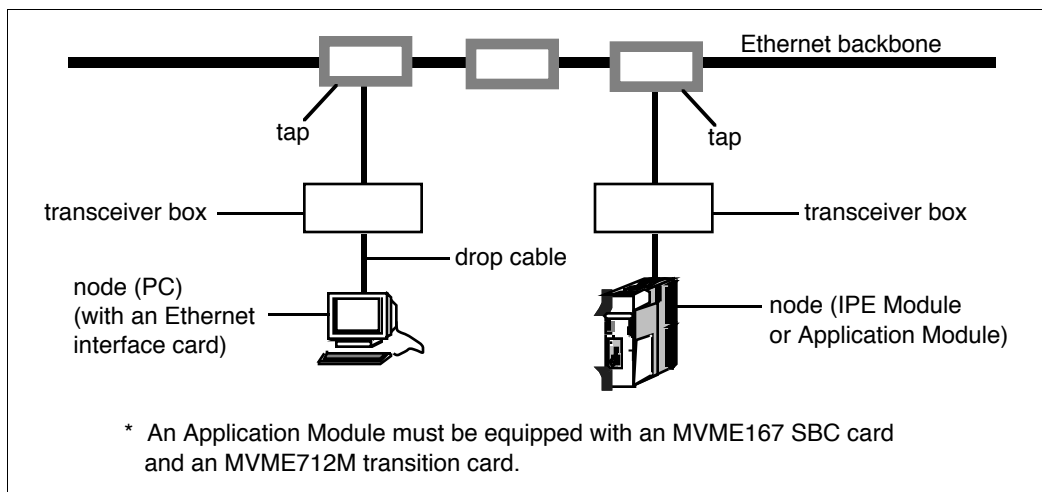 Ethernet backbone
tap
tap
transceiver box
transceiver box
drop cable
node (PC)
(with an Ethernet
interface card)
node (IPE Module
or Application Module)
* An Application Module must be equipped with an MVME167 SBC card
and an MVME712M transition card.